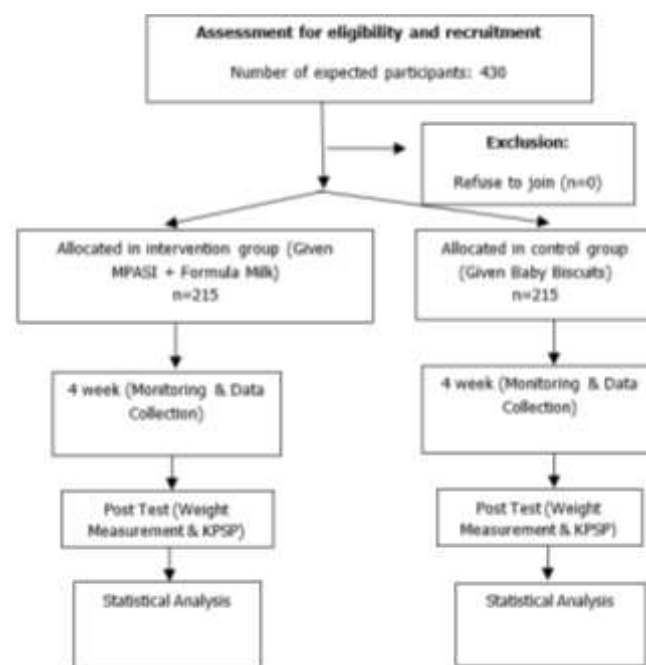 Assessment for eligibility and recruitment
Number of expected participants: 430
Exclusion:
Refuse to join (n=0)
Allocated in intervention group (Given
MPASI + Formula Milk)
n=215
Allocated in control group
(Given Baby Biscuits)
n=215
4 week (Monitoring & Data
Collection)
4 week (Monitoring & Data
Collection)
Post Test (Weight
Measurement & KPSP)
Post Test (Weight
Measurement & KPSP)
Statistical Analysis
Statistical Analysis